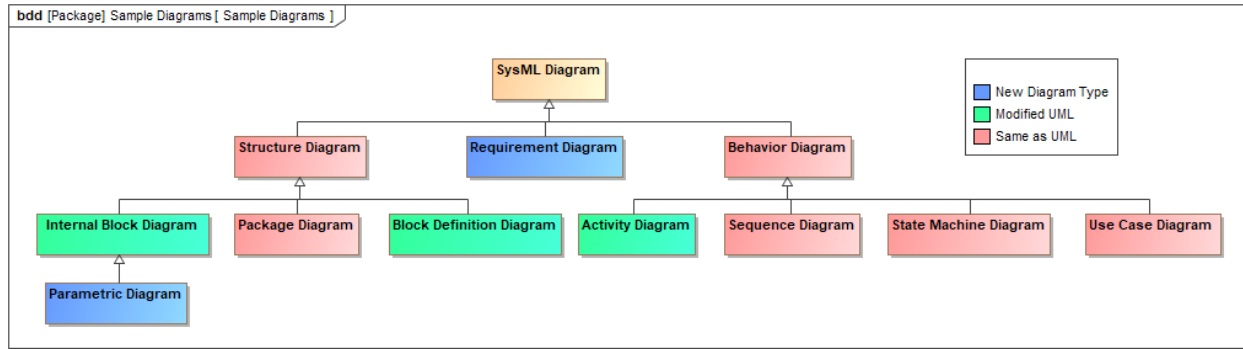 bdd [Package] Sample Diagrams [ Sample Diagrams ]
SysML Diagram
New Diagram Type
Modified UML
Same as UML
Structure Diagram
Requirement Diagram
Behavior Diagram
Internal Block Diagram
Package Diagram
Block Definition Diagram
Activity Diagram
Sequence Diagram
State Machine Diagram
Use Case Diagram
Parametric Diagram